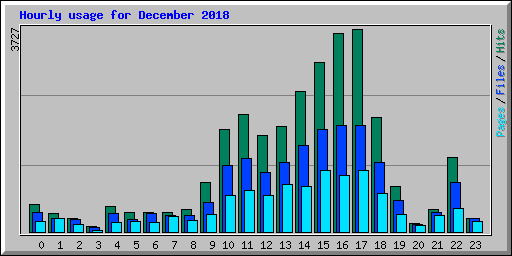 Hourly usage for December 2018
3727
Pages / Files / Hits
0 1 2 3 4 5 6 7 8 9 10 11 12 13 14 15 16 17 18 19 20 21 22 23